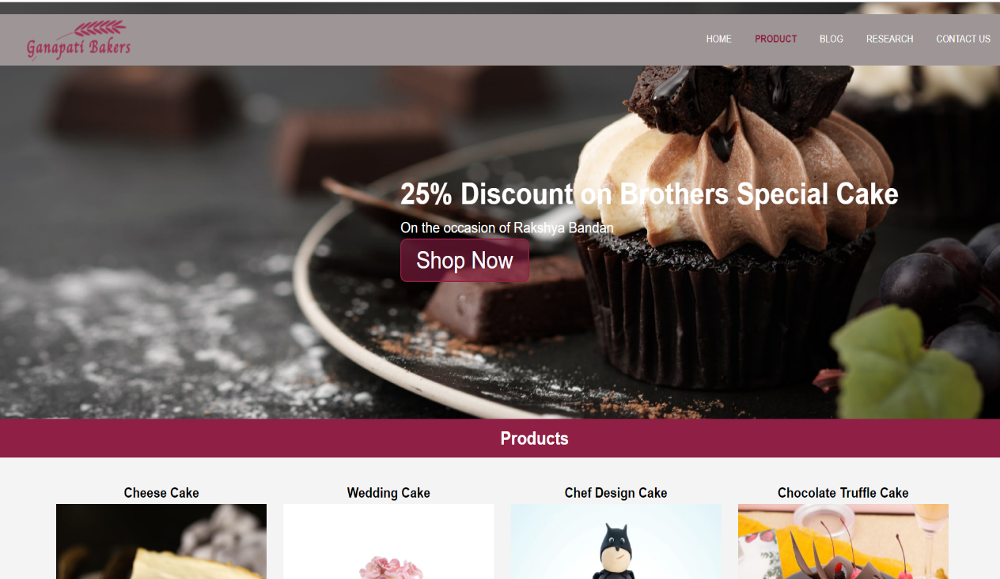 Ganapati Bakers
HOME PRODUCT BLOG RESEARCH CONTACT US
25% Discount on Brothers Special Cake
On the occasion of Rakshya Bandan
Shop Now
Products
Cheese Cake Wedding Cake Chef Design Cake Chocolate Truffle Cake